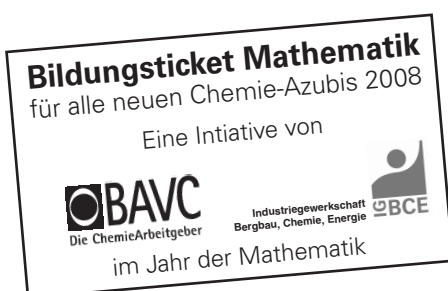 Bildungsticket Mathematik
für alle neuen Chemie-Azubis 2008
Eine Intiative von
BAVC
Die ChemieArbeitgeber
Industriegewerkschaft
Bergbau, Chemie, Energie
IGBCE
im Jahr der Mathematik